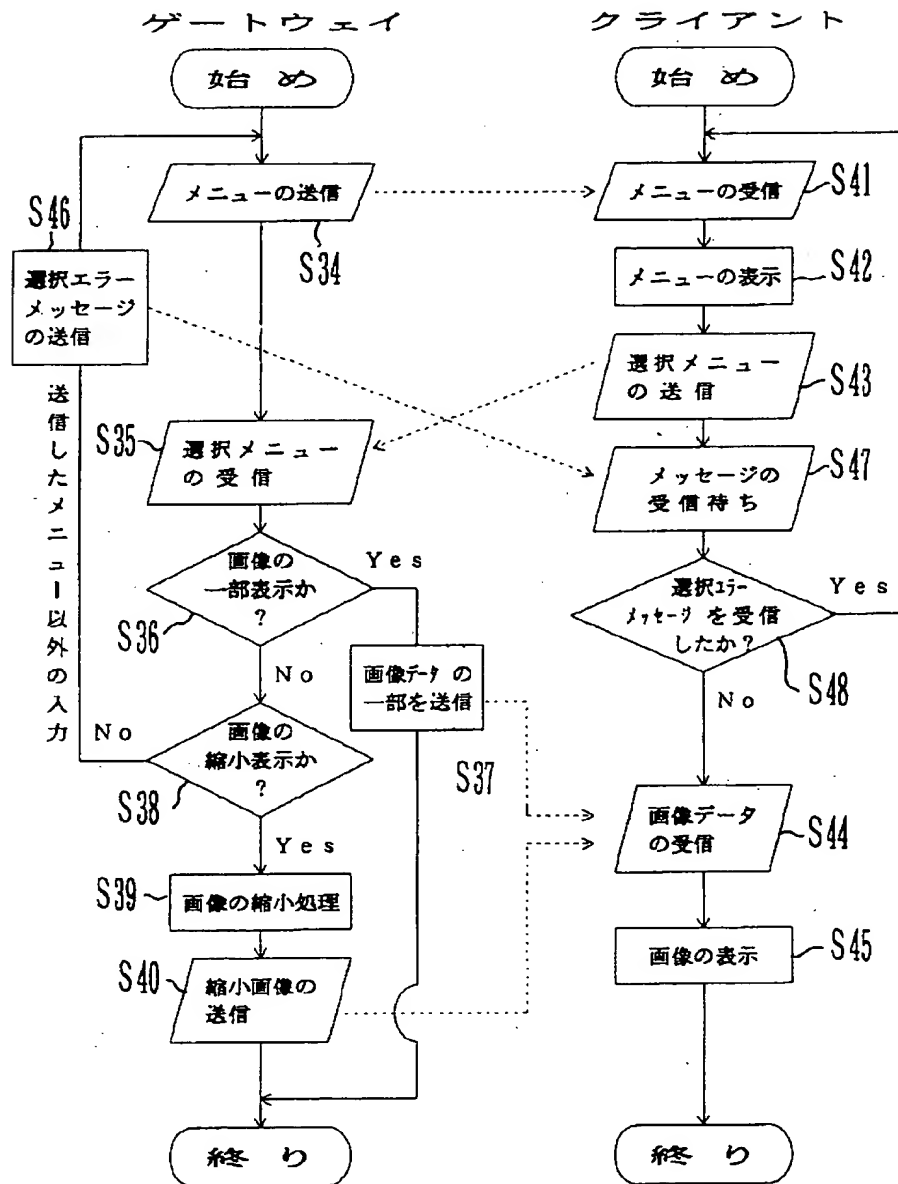 ゲートウェイ
クライアント
始め
始め
メニューの送信
S34
メニューの受信
S41
S46
選択エラー
メッセージ
の送信
メニューの表示
S42
選択メニュー
の送信
S43
送信したメニュー以外の入力
S35
選択メニュー
の受信
メッセージの
受信待ち
S47
画像の
一部表示か
?
Yes
S36
No
選択エラー
メッセージを受信
したか?
Yes
S48
No
画像データの
一部を送信
S37
画像の
縮小表示か
?
No
S38
Yes
画像データ
の受信
S44
S39
画像の縮小処理
画像の表示
S45
S40
縮小画像の
送信
終り
終り